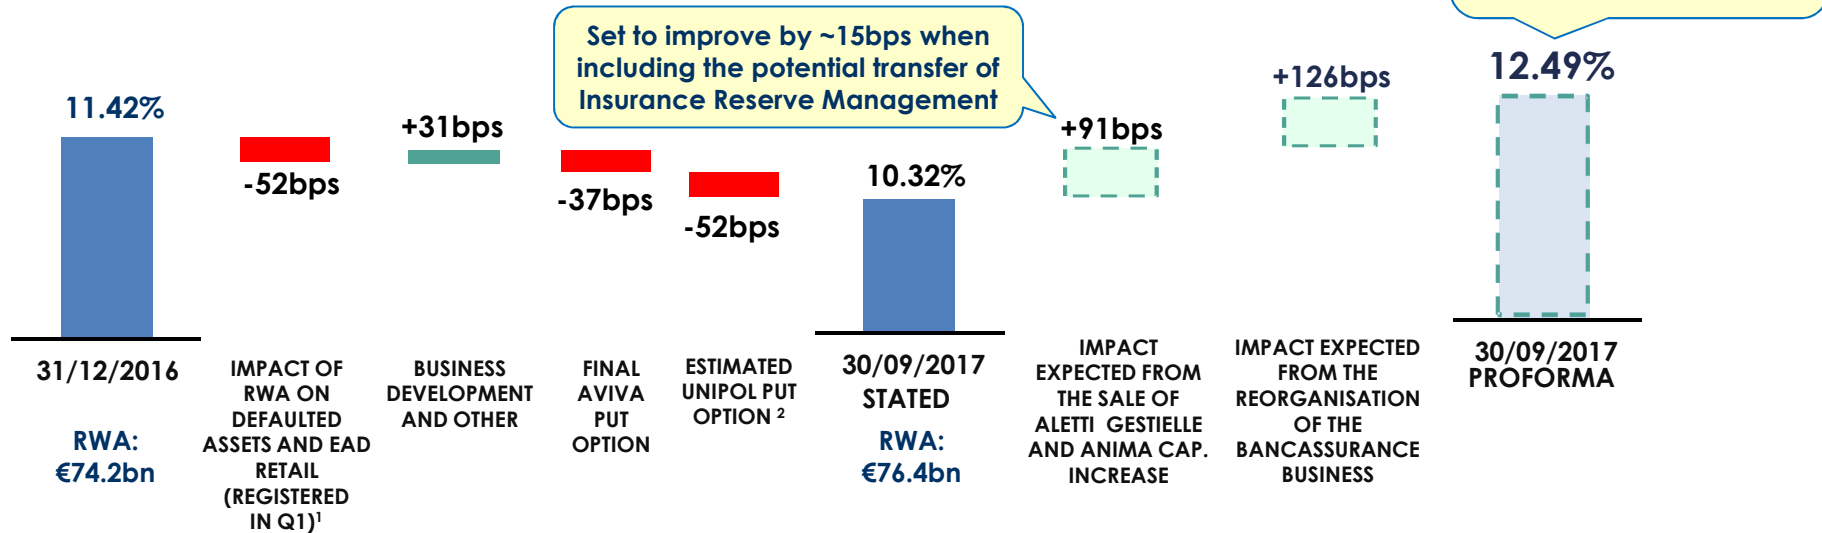 Set to improve by ~15bps when
including the potential transfer of
Insurance Reserve Management
11.42%
-52bps
+31bps
-37bps
-52bps
10.32%
+91bps
+126bps
12.49%
31/12/2016
RWA:
€74.2bn
IMPACT OF
RWA ON
DEFAULTED
ASSETS AND EAD
RETAIL
(REGISTERED
IN Q1)¹
BUSINESS
DEVELOPMENT
AND OTHER
FINAL
AVIVA
PUT
OPTION
ESTIMATED
UNIPOL PUT
OPTION ²
30/09/2017
STATED
RWA:
€76.4bn
IMPACT
EXPECTED FROM
THE SALE OF
ALETTI GESTIELLE
AND ANIMA CAP.
INCREASE
IMPACT EXPECTED
FROM THE
REORGANISATION
OF THE
BANCASSURANCE
BUSINESS
30/09/2017
PROFORMA